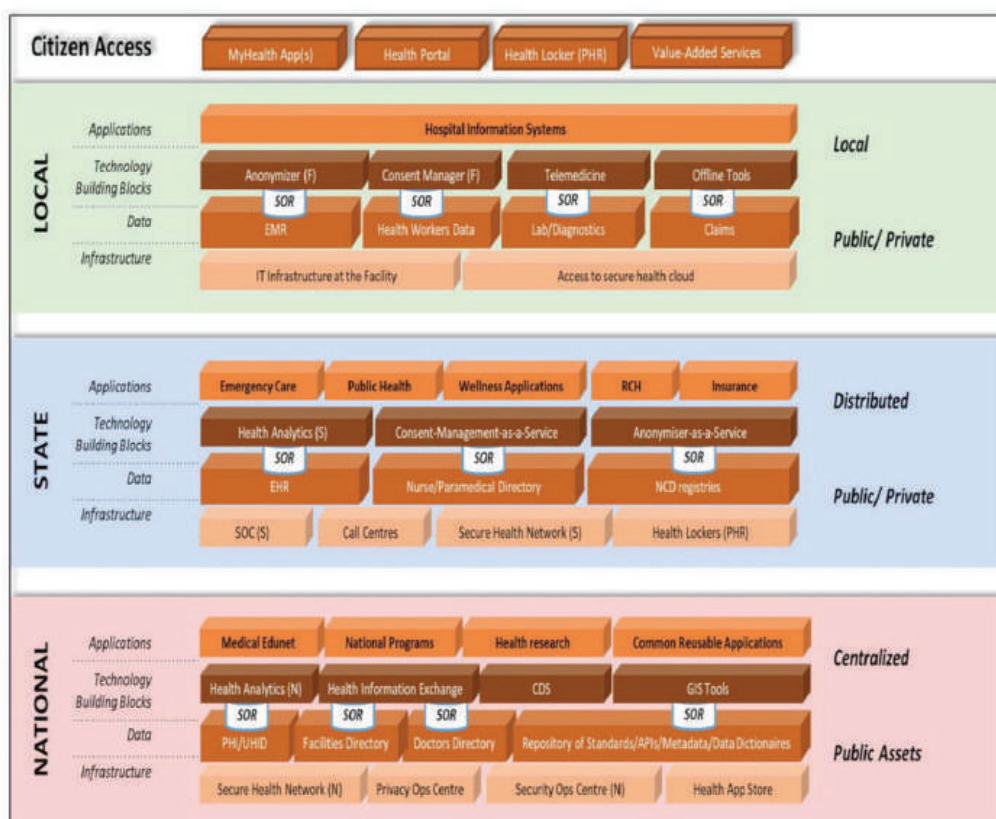 Citizen Access
MyHealth App(s)
Health Portal
Health Locker (PHR)
Value-Added Services
LOCAL
Applications
Hospital Information Systems
Local
Technology
Building Blocks
Anonymizer (F)
Consent Manager (F)
Telemedicine
Offline Tools
SOR
SOR
SOR
SOR
Data
EMR
Health Workers Data
Lab/Diagnostics
Claims
Public/ Private
Infrastructure
IT Infrastructure at the Facility
Access to secure health cloud
STATE
Applications
Emergency Care
Public Health
Wellness Applications
RCH
Insurance
Distributed
Technology
Building Blocks
Health Analytics (S)
Consent-Management-as-a-Service
Anonymiser-as-a-Service
SOR
SOR
SOR
Data
EHR
Nurse/Paramedical Directory
NCD registries
Public/ Private
Infrastructure
SOC (S)
Call Centres
Secure Health Network (S)
Health Lockers (PHR)
NATIONAL
Applications
Medical Edunet
National Programs
Health research
Common Reusable Applications
Centralized
Technology
Building Blocks
Health Analytics (N)
Health Information Exchange
CDS
GIS Tools
SOR
SOR
SOR
SOR
Data
PHI/UHID
Facilities Directory
Doctors Directory
Repository of Standards/APIs/Metadata/Data Dictionaires
Public Assets
Infrastructure
Secure Health Network (N)
Privacy Ops Centre
Security Ops Centre (N)
Health App Store